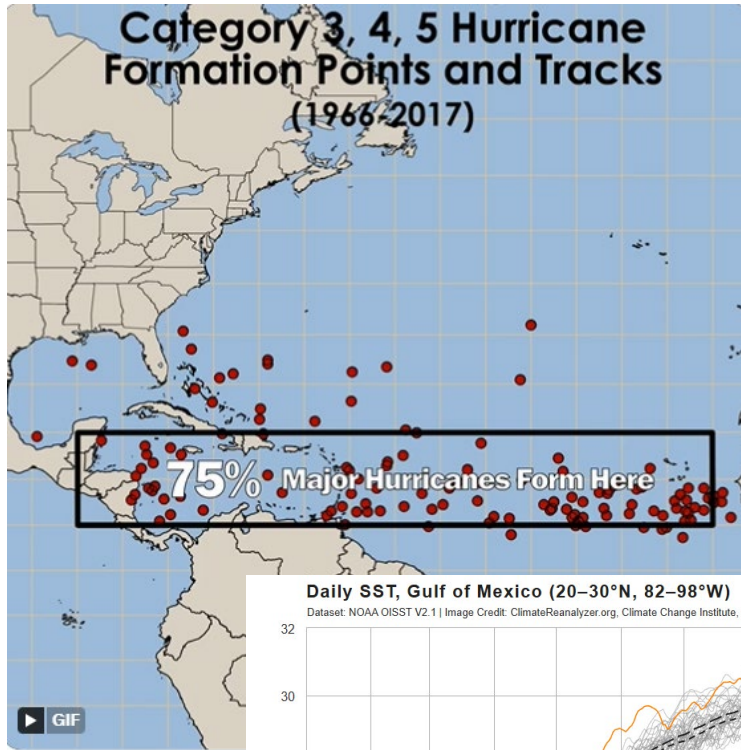 Category 3, 4, 5 Hurricane
Formation Points and Tracks
(1966-2017)
75% Major Hurricanes Form Here
Daily SST, Gulf of Mexico (20–30°N, 82–98°W)
Dataset: NOAA OISST V2.1 | Image Credit: ClimateReanalyzer.org, Climate Change Institute,
32
30
GIF